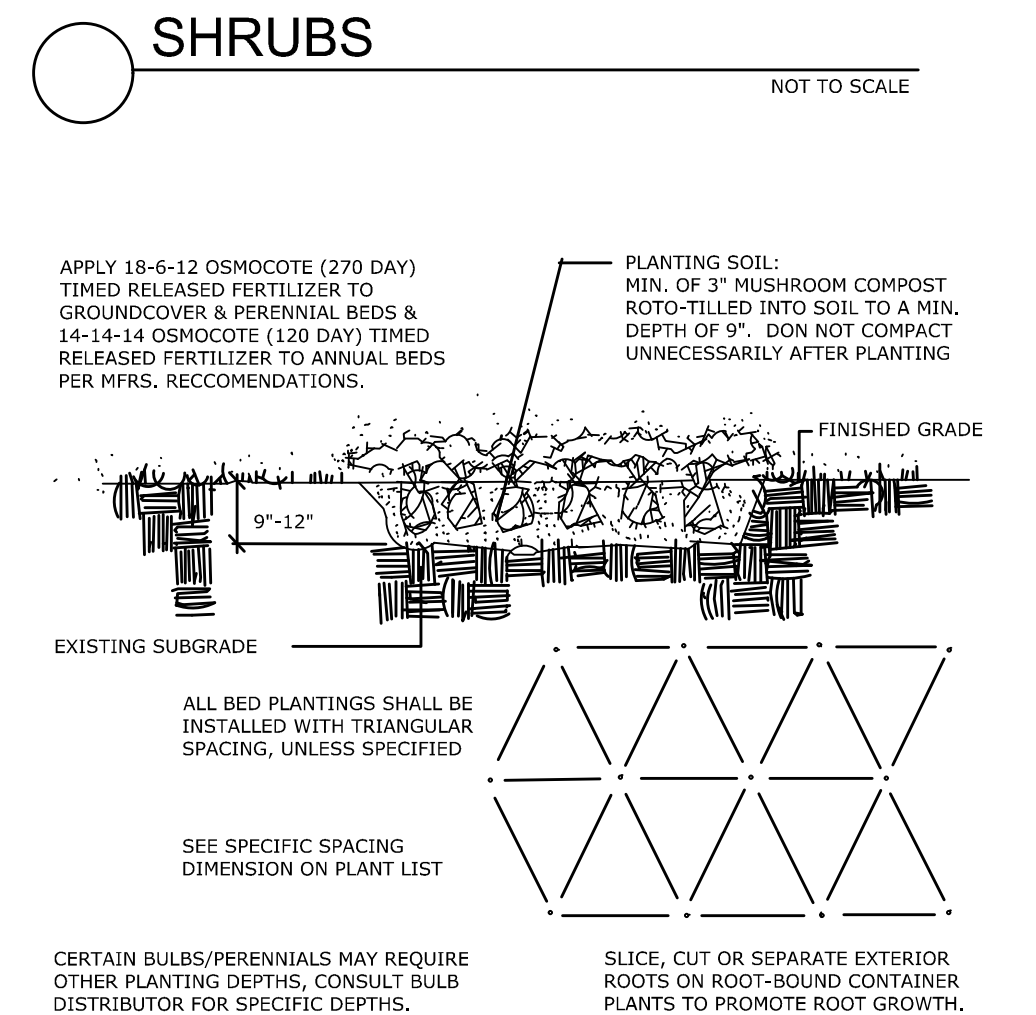 SHRUBS
NOT TO SCALE
APPLY 18-6-12 OSMOCOTE (270 DAY)
TIMED RELEASED FERTILIZER TO
GROUNDCOVER & PERENNIAL BEDS &
14-14-14 OSMOCOTE (120 DAY) TIMED
RELEASED FERTILIZER TO ANNUAL BEDS
PER MFRS. RECCOMENDATIONS.
PLANTING SOIL:
MIN. OF 3" MUSHROOM COMPOST
ROTO-TILLED INTO SOIL TO A MIN.
DEPTH OF 9".  DON NOT COMPACT
UNNECESSARILY AFTER PLANTING
FINISHED GRADE
9"-12"
EXISTING SUBGRADE
ALL BED PLANTINGS SHALL BE
INSTALLED WITH TRIANGULAR
SPACING, UNLESS SPECIFIED
SEE SPECIFIC SPACING
DIMENSION ON PLANT LIST
CERTAIN BULBS/PERENNIALS MAY REQUIRE
OTHER PLANTING DEPTHS, CONSULT BULB
DISTRIBUTOR FOR SPECIFIC DEPTHS.
SLICE, CUT OR SEPARATE EXTERIOR
ROOTS ON ROOT-BOUND CONTAINER
PLANTS TO PROMOTE ROOT GROWTH.